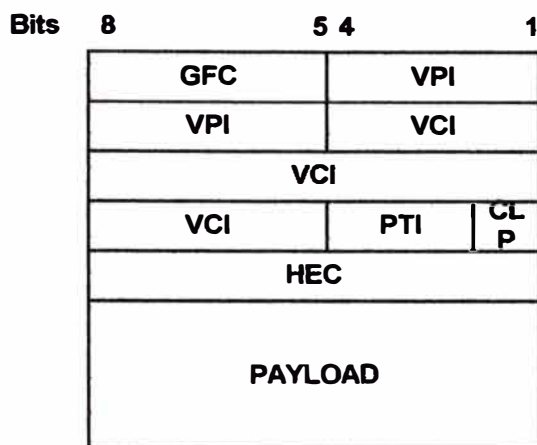 Bits 8 5 4 1
GFC VPI
VPI VCI
VCI
VCI PTI CL
P
HEC
PAYLOAD